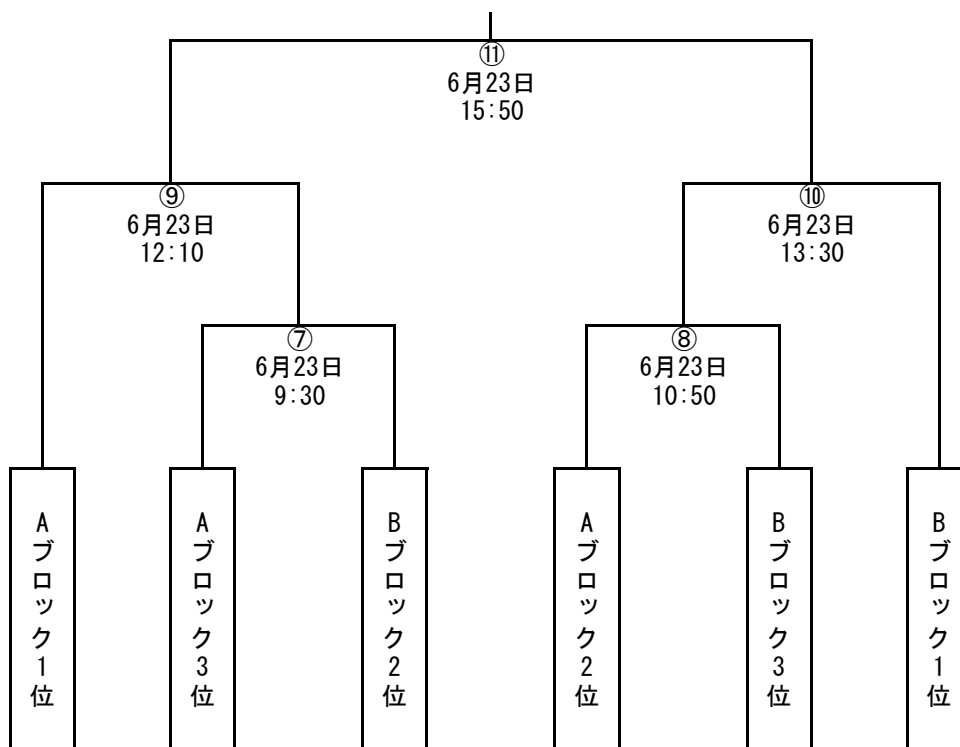 ⑪
6月23日
15:50
⑨
6月23日
12:10
⑩
6月23日
13:30
⑦
6月23日
9:30
⑧
6月23日
10:50
Aブロック1位
Aブロック3位
Bブロック2位
Aブロック2位
Bブロック3位
Bブロック1位